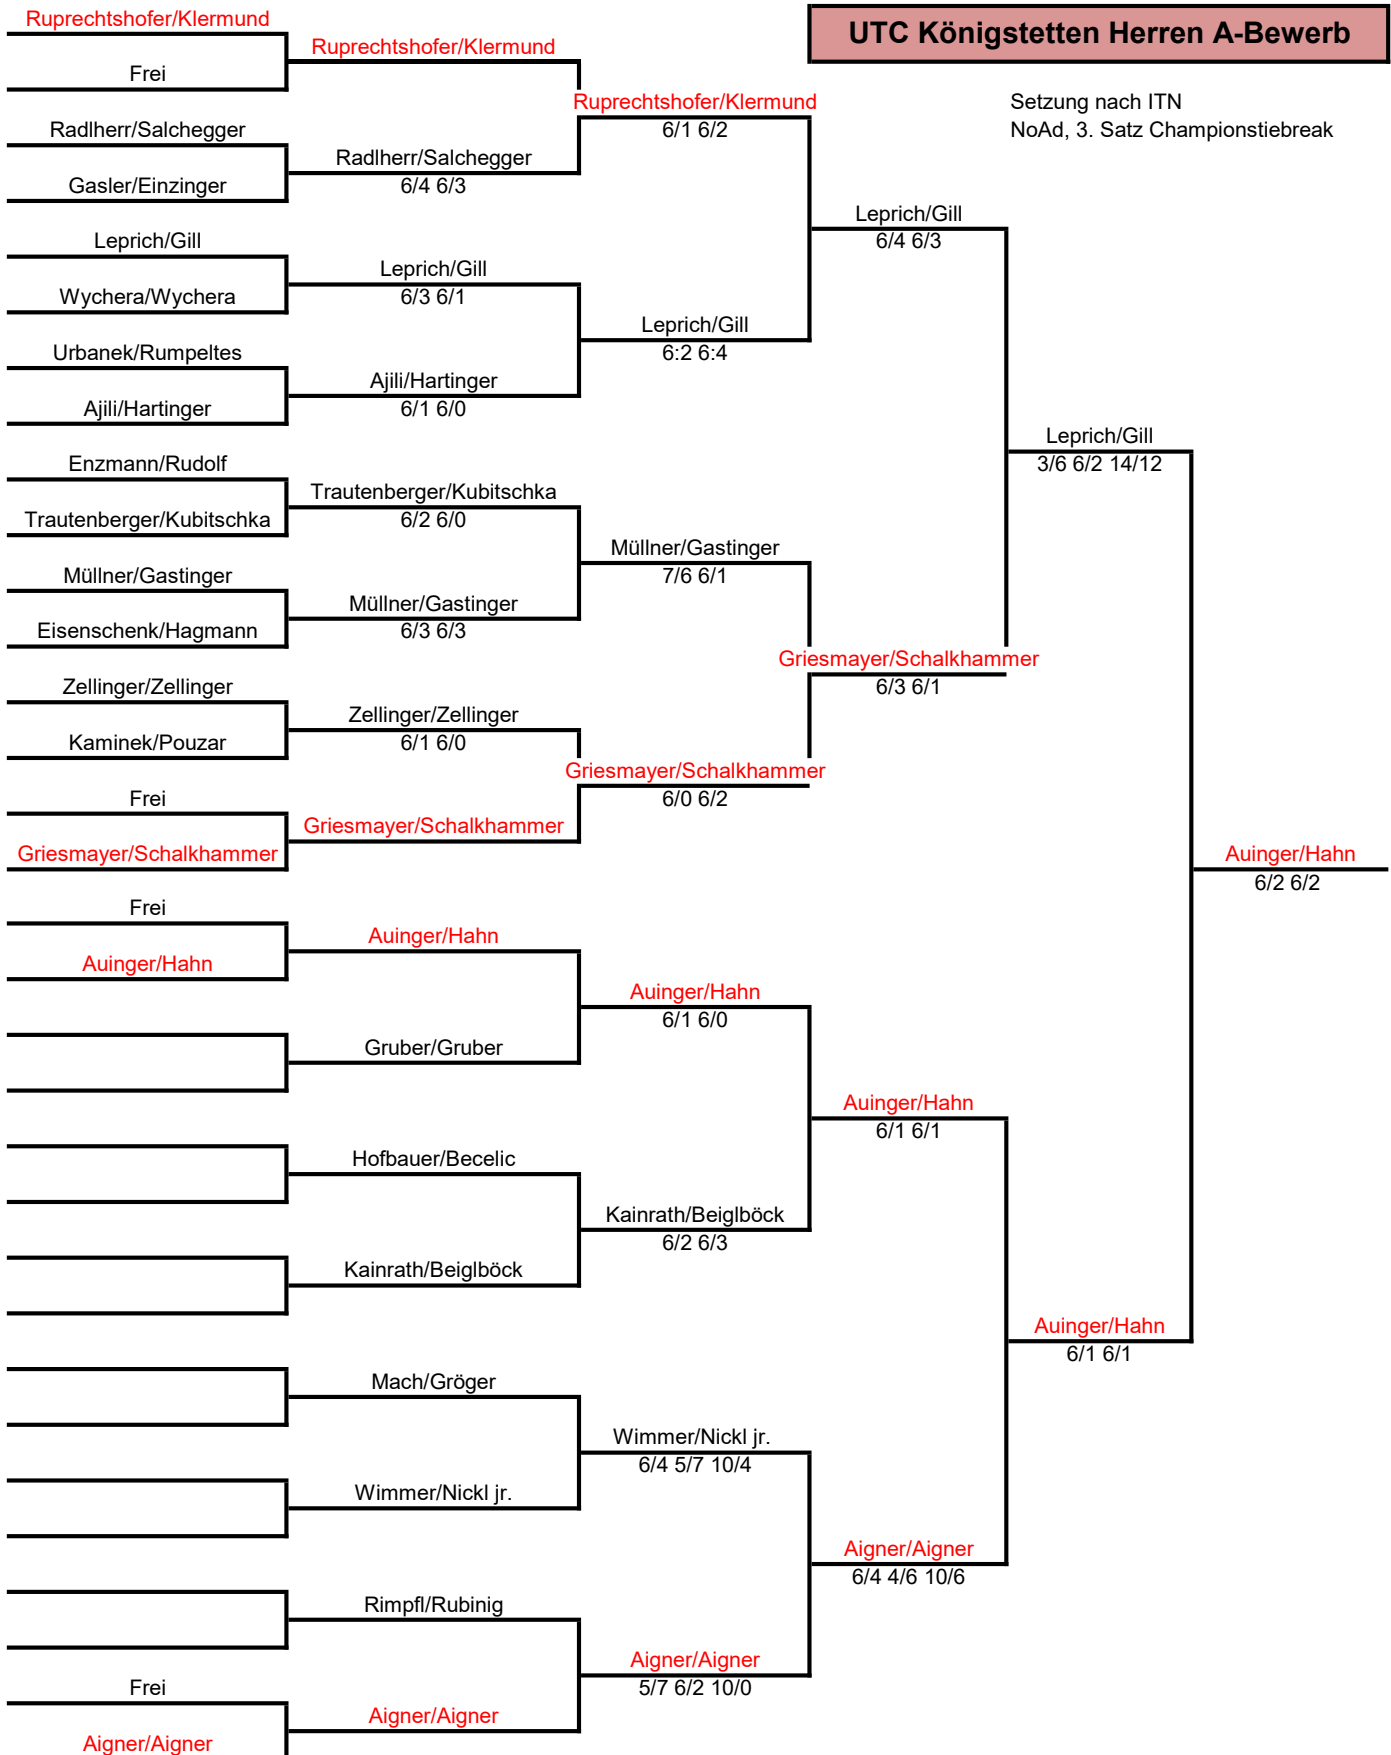 UTC Königstetten Herren A-Bewerb
Setzung nach ITN
NoAd, 3. Satz Championstiebreak
Ruprechtshofer/Klermund
Frei
Radlherr/Salchegger
Gasler/Einzinger
Leprich/Gill
Wychera/Wychera
Urbanek/Rumpeltes
Ajili/Hartinger
Enzmann/Rudolf
Trautenberger/Kubitschka
Müllner/Gastinger
Eisenschenk/Hagmann
Zellinger/Zellinger
Kaminek/Pouzar
Frei
Griesmayer/Schalkhammer
Frei
Auinger/Hahn
Frei
Aigner/Aigner
Ruprechtshofer/Klermund
Radlherr/Salchegger
6/4 6/3
Leprich/Gill
6/3 6/1
Ajili/Hartinger
6/1 6/0
Trautenberger/Kubitschka
6/2 6/0
Müllner/Gastinger
6/3 6/3
Zellinger/Zellinger
6/1 6/0
Griesmayer/Schalkhammer
Auinger/Hahn
Gruber/Gruber
Hofbauer/Becelic
Kainrath/Beiglböck
Mach/Gröger
Wimmer/Nickl jr.
Rimpfl/Rubinig
Aigner/Aigner
Ruprechtshofer/Klermund
6/1 6/2
Leprich/Gill
6:2 6:4
Müllner/Gastinger
7/6 6/1
Griesmayer/Schalkhammer
6/0 6/2
Auinger/Hahn
6/1 6/0
Kainrath/Beiglböck
6/2 6/3
Wimmer/Nickl jr.
6/4 5/7 10/4
Aigner/Aigner
5/7 6/2 10/0
Leprich/Gill
6/4 6/3
Griesmayer/Schalkhammer
6/3 6/1
Auinger/Hahn
6/1 6/1
Aigner/Aigner
6/4 4/6 10/6
Leprich/Gill
3/6 6/2 14/12
Auinger/Hahn
6/1 6/1
Auinger/Hahn
6/2 6/2